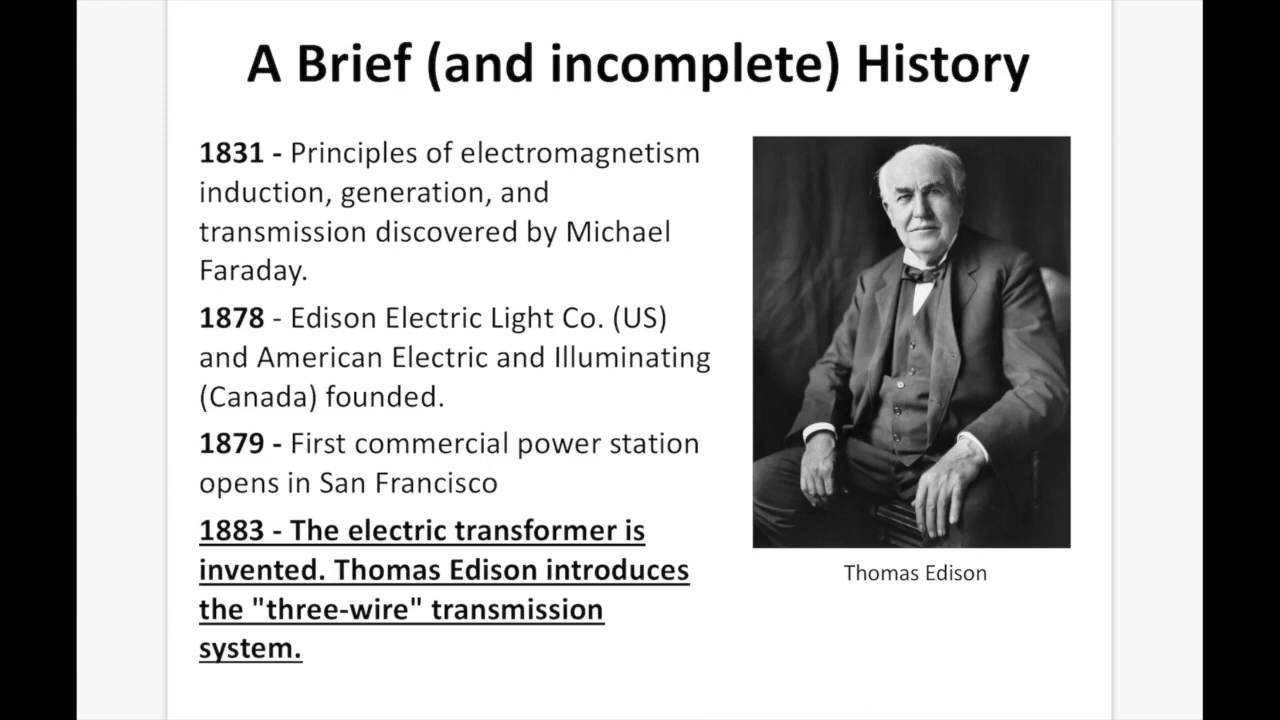 A Brief (and incomplete) History
1831 - Principles of electromagnetism
induction, generation, and
transmission discovered by Michael
Faraday.
1878 - Edison Electric Light Co. (US)
and American Electric and Illuminating
(Canada) founded.
1879 - First commercial power station
opens in San Francisco
1883 - The electric transformer is
invented. Thomas Edison introduces
the "three-wire" transmission
system.
Thomas Edison